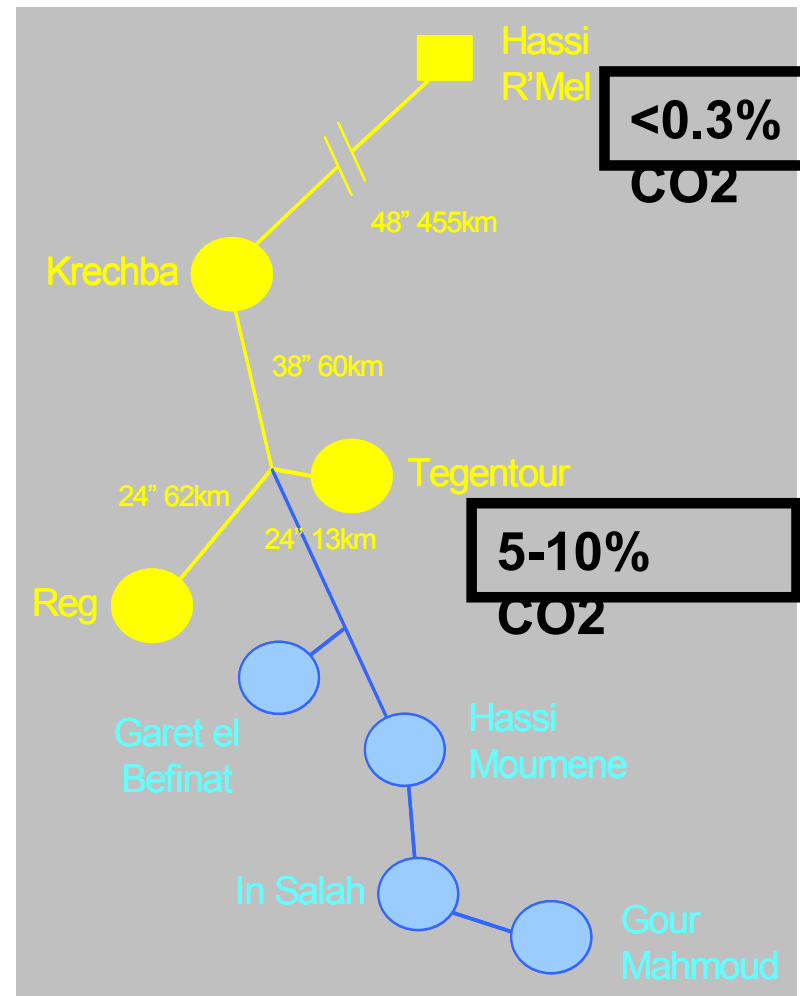 Hassi
R’Mel
<0.3%
CO2
48” 455km
Krechba
38” 60km
Tegentour
24” 62km
24” 13km
5-10%
CO2
Reg
Garet el
Befinat
Hassi
Moumene
In Salah
Gour
Mahmoud